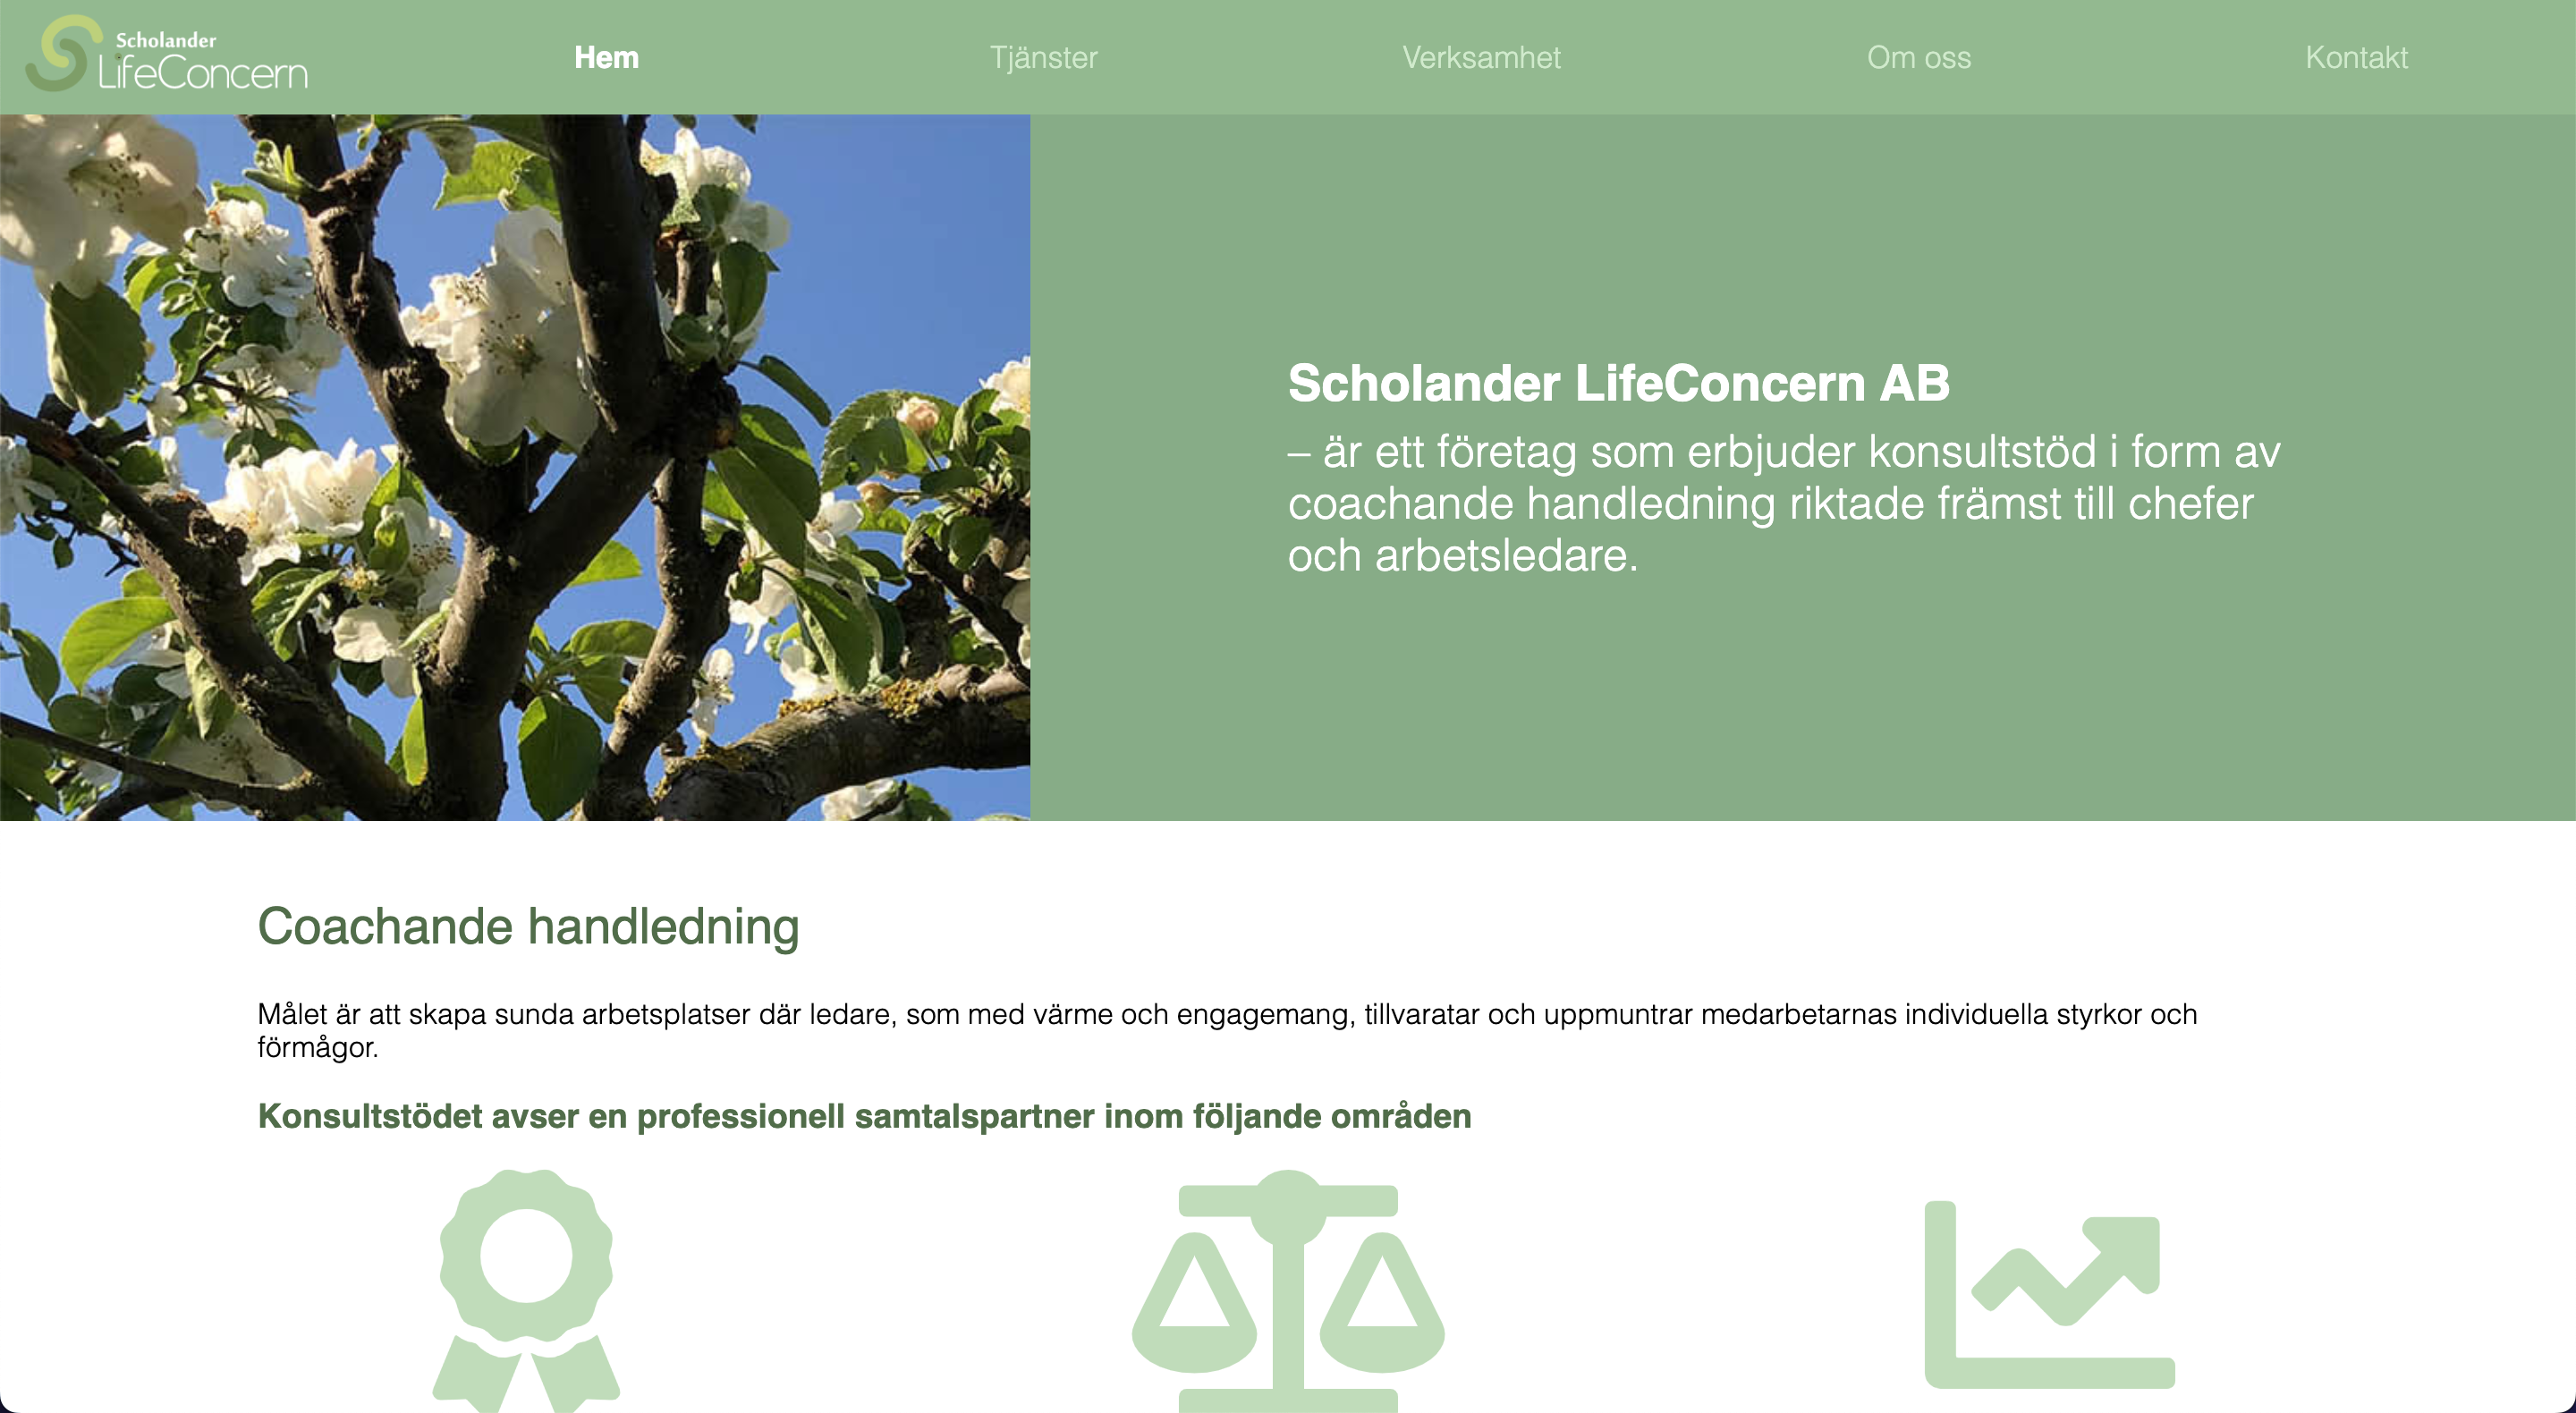 Scholander
LifeConcern
Hem
Tjänster
Verksamhet
Om oss
Kontakt
Scholander LifeConcern AB
– är ett företag som erbjuder konsultstöd i form av
coachande handledning riktade främst till chefer
och arbetsledare.
Coachande handledning
Målet är att skapa sunda arbetsplatser där ledare, som med värme och engagemang, tillvaratar och uppmuntrar medarbetarnas individuella styrkor och
förmågor.
Konsultstödet avser en professionell samtalspartner inom följande områden